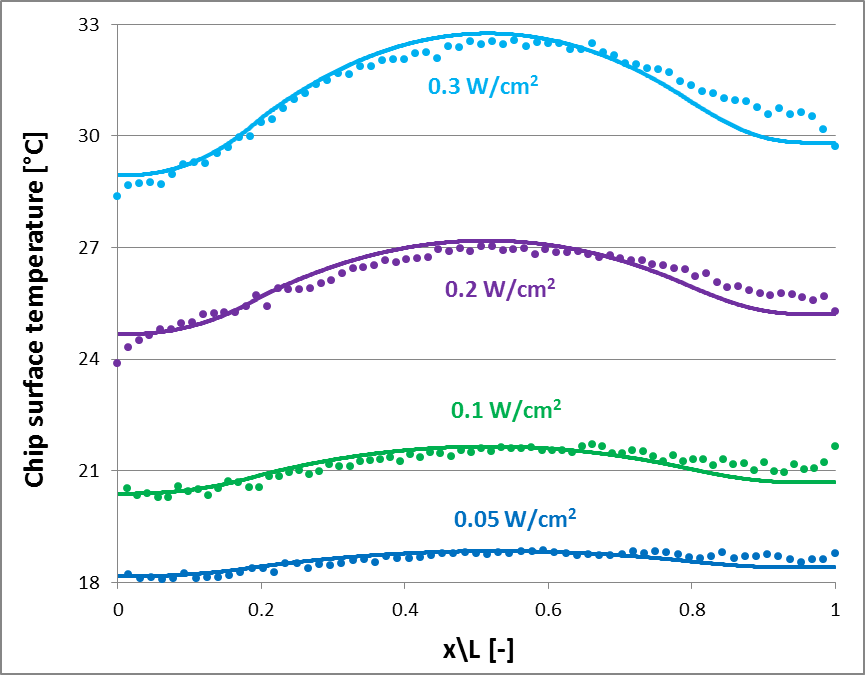 33
30
27
24
21
18
Chip surface temperature [°C]
0.3 W/cm²
0.2 W/cm²
0.1 W/cm²
0.05 W/cm²
0 0.2 0.4 0.6 0.8 1
x\L [-]